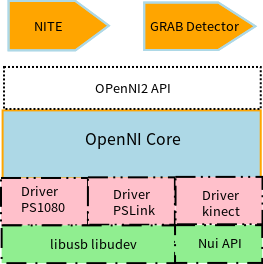 NITE
GRAB Detector
OPenNI2 API
OpenNI Core
Driver
PS1080
Driver
PSLink
Driver
kinect
libusb libudev
Nui API